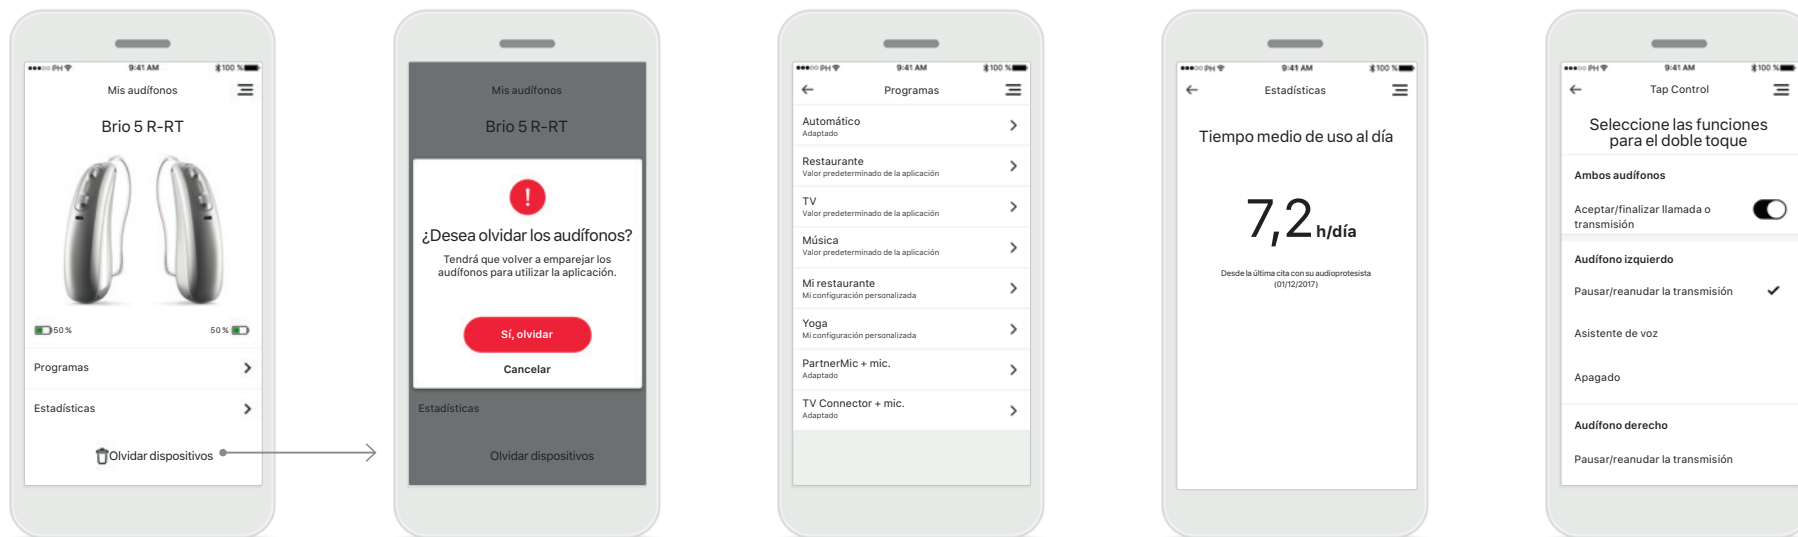 PH
9:41 AM
100 %
Mis audífonos
Brio 5 R-RT
50 %
50 %
Programas
Estadísticas
Olvidar dispositivos
Mis audífonos
Brio 5 R-RT
!
¿Desea olvidar los audífonos?
Tendrá que volver a emparejar los
audífonos para utilizar la aplicación.
Sí, olvidar
Cancelar
Estadísticas
Olvidar dispositivos
PH
9:41 AM
100 %
Programas
Automático
Adaptado
Restaurante
Valor predeterminado de la aplicación
TV
Valor predeterminado de la aplicación
Música
Valor predeterminado de la aplicación
Mi restaurante
Mi configuración personalizada
Yoga
Mi configuración personalizada
PartnerMic + mic.
Adaptado
TV Connector + mic.
Adaptado
PH
9:41 AM
100 %
Estadísticas
Tiempo medio de uso al día
7,2 h/día
Desde la última cita con su audioprotesista
(01/12/2017)
PH
9:41 AM
100 %
Tap Control
Seleccione las funciones
para el doble toque
Ambos audífonos
Aceptar/finalizar llamada o
transmisión
Audífono izquierdo
Pausar/reanudar la transmisión
Asistente de voz
Apagado
Audífono derecho
Pausar/reanudar la transmisión